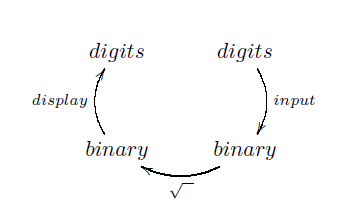 digits digits
display input
binary binary
√